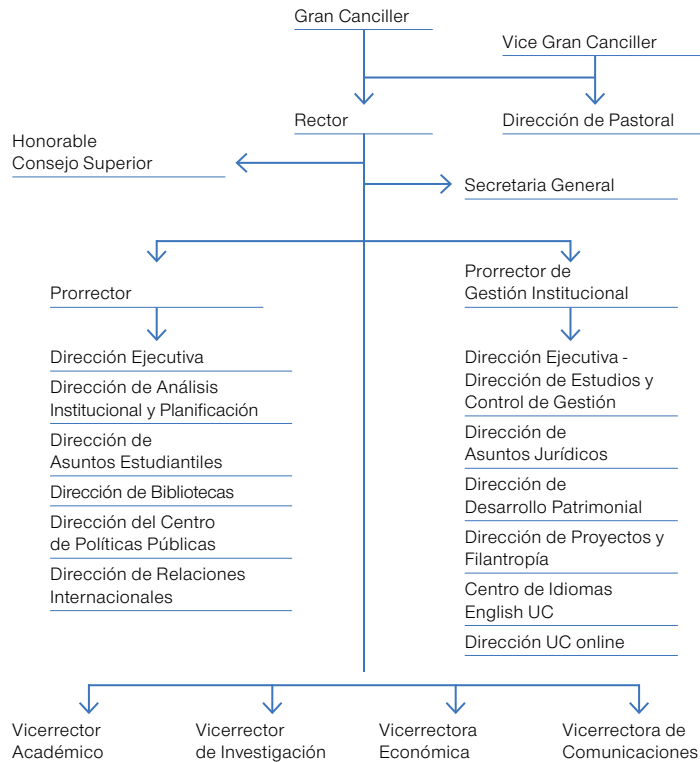 Gran Canciller
Vice Gran Canciller
Rector
Dirección de Pastoral
Honorable
Consejo Superior
Secretaria General
Prorrector
Prorrector de
Gestión Institucional
Dirección Ejecutiva
Dirección de Análisis
Institucional y Planificación
Dirección de
Asuntos Estudiantiles
Dirección de Bibliotecas
Dirección del Centro
de Políticas Públicas
Dirección de Relaciones
Internacionales
Dirección Ejecutiva -
Dirección de Estudios y
Control de Gestión
Dirección de
Asuntos Jurídicos
Dirección de
Desarrollo Patrimonial
Dirección de Proyectos y
Filantropía
Centro de Idiomas
English UC
Dirección UC online
Vicerrector
Académico
Vicerrector
de Investigación
Vicerrectora
Económica
Vicerrectora de
Comunicaciones